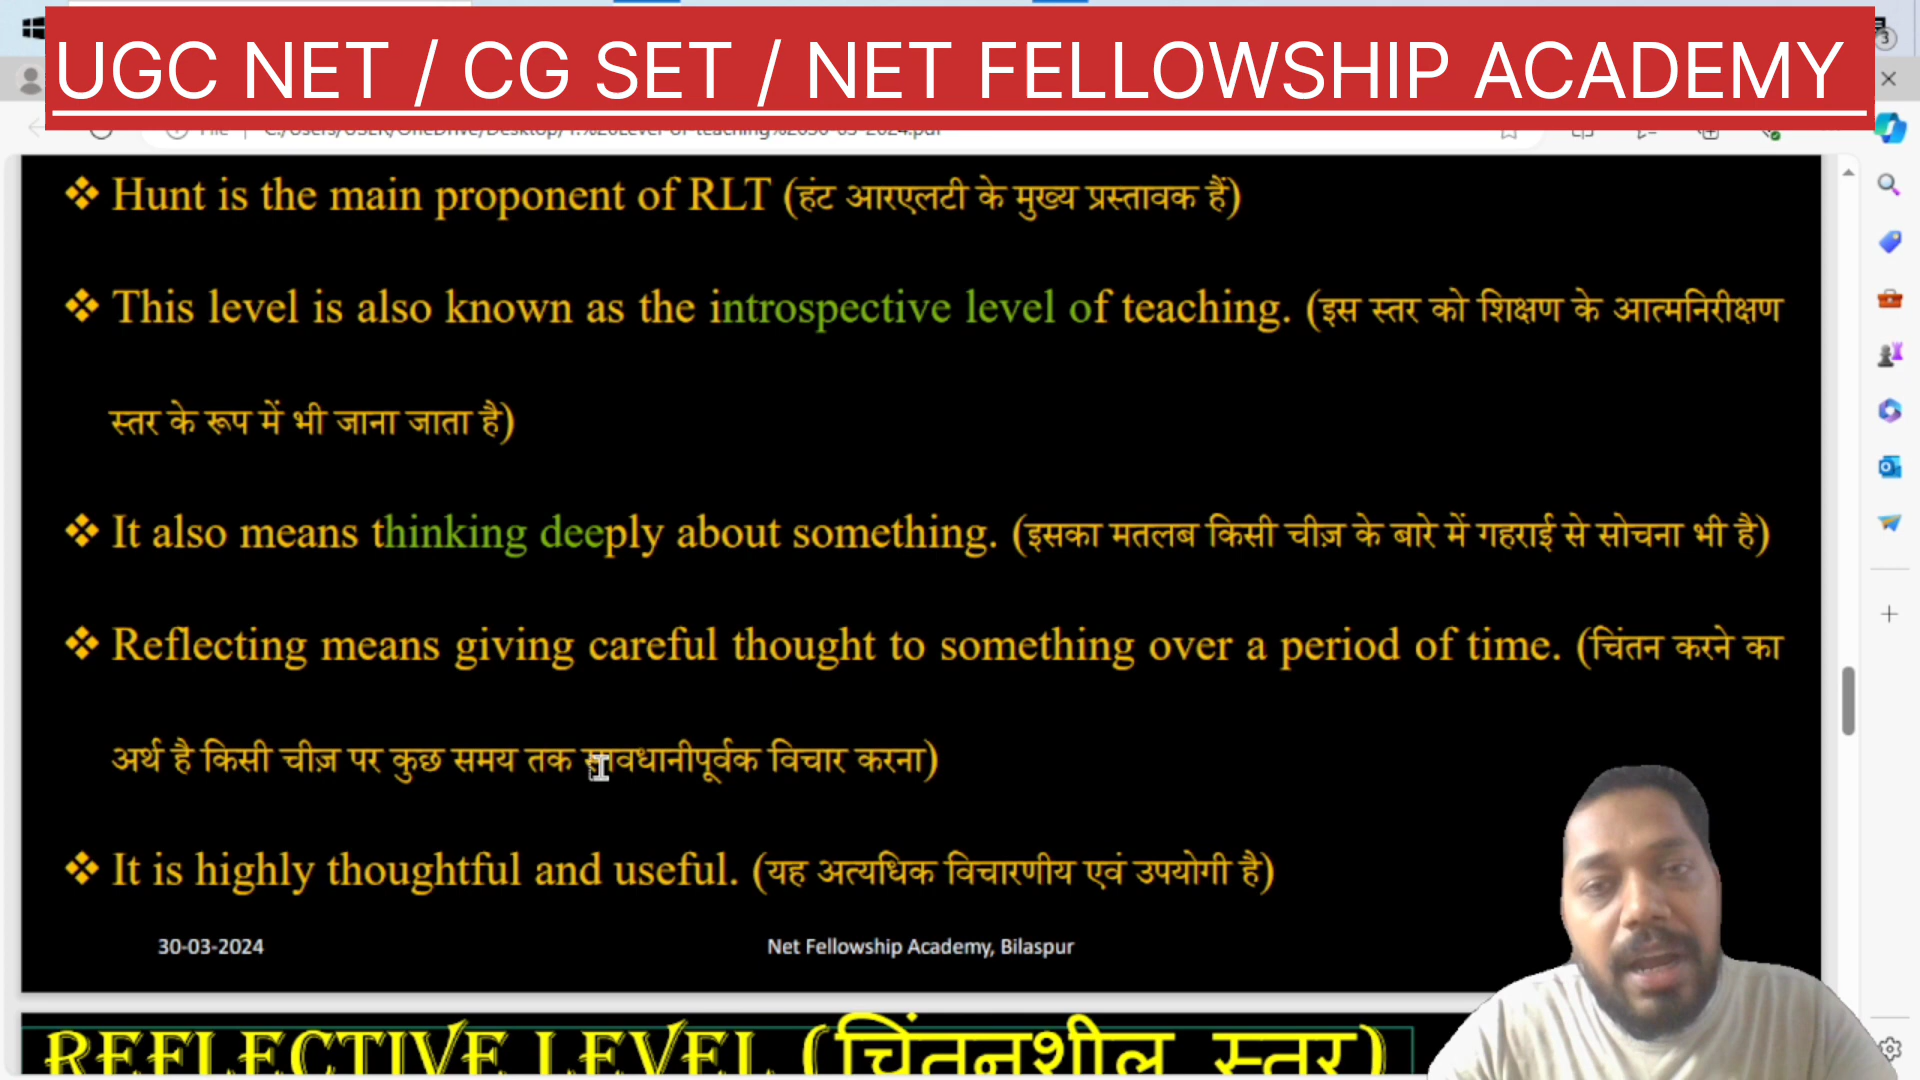 UGC NET / CG SET / NET FELLOWSHIP ACADEMY
3
❖ Hunt is the main proponent of RLT (हंट आरएलटी के मुख्य प्रस्तावक हैं)
❖ This level is also known as the introspective level of teaching. (इस स्तर को शिक्षण के आत्मनिरीक्षण
स्तर के रूप में भी जाना जाता है)
❖ It also means thinking deeply about something. (इसका मतलब किसी चीज़ के बारे में गहराई से सोचना भी है)
❖ Reflecting means giving careful thought to something over a period of time. (चिंतन करने का
अर्थ है किसी चीज़ पर कुछ समय तक सावधानीपूर्वक विचार करना)
❖ It is highly thoughtful and useful. (यह अत्यधिक विचारणीय एवं उपयोगी है)
30-03-2024 Net Fellowship Academy, Bilaspur
REFLECTIVE LEVEL (चिंतनशील स्तर)